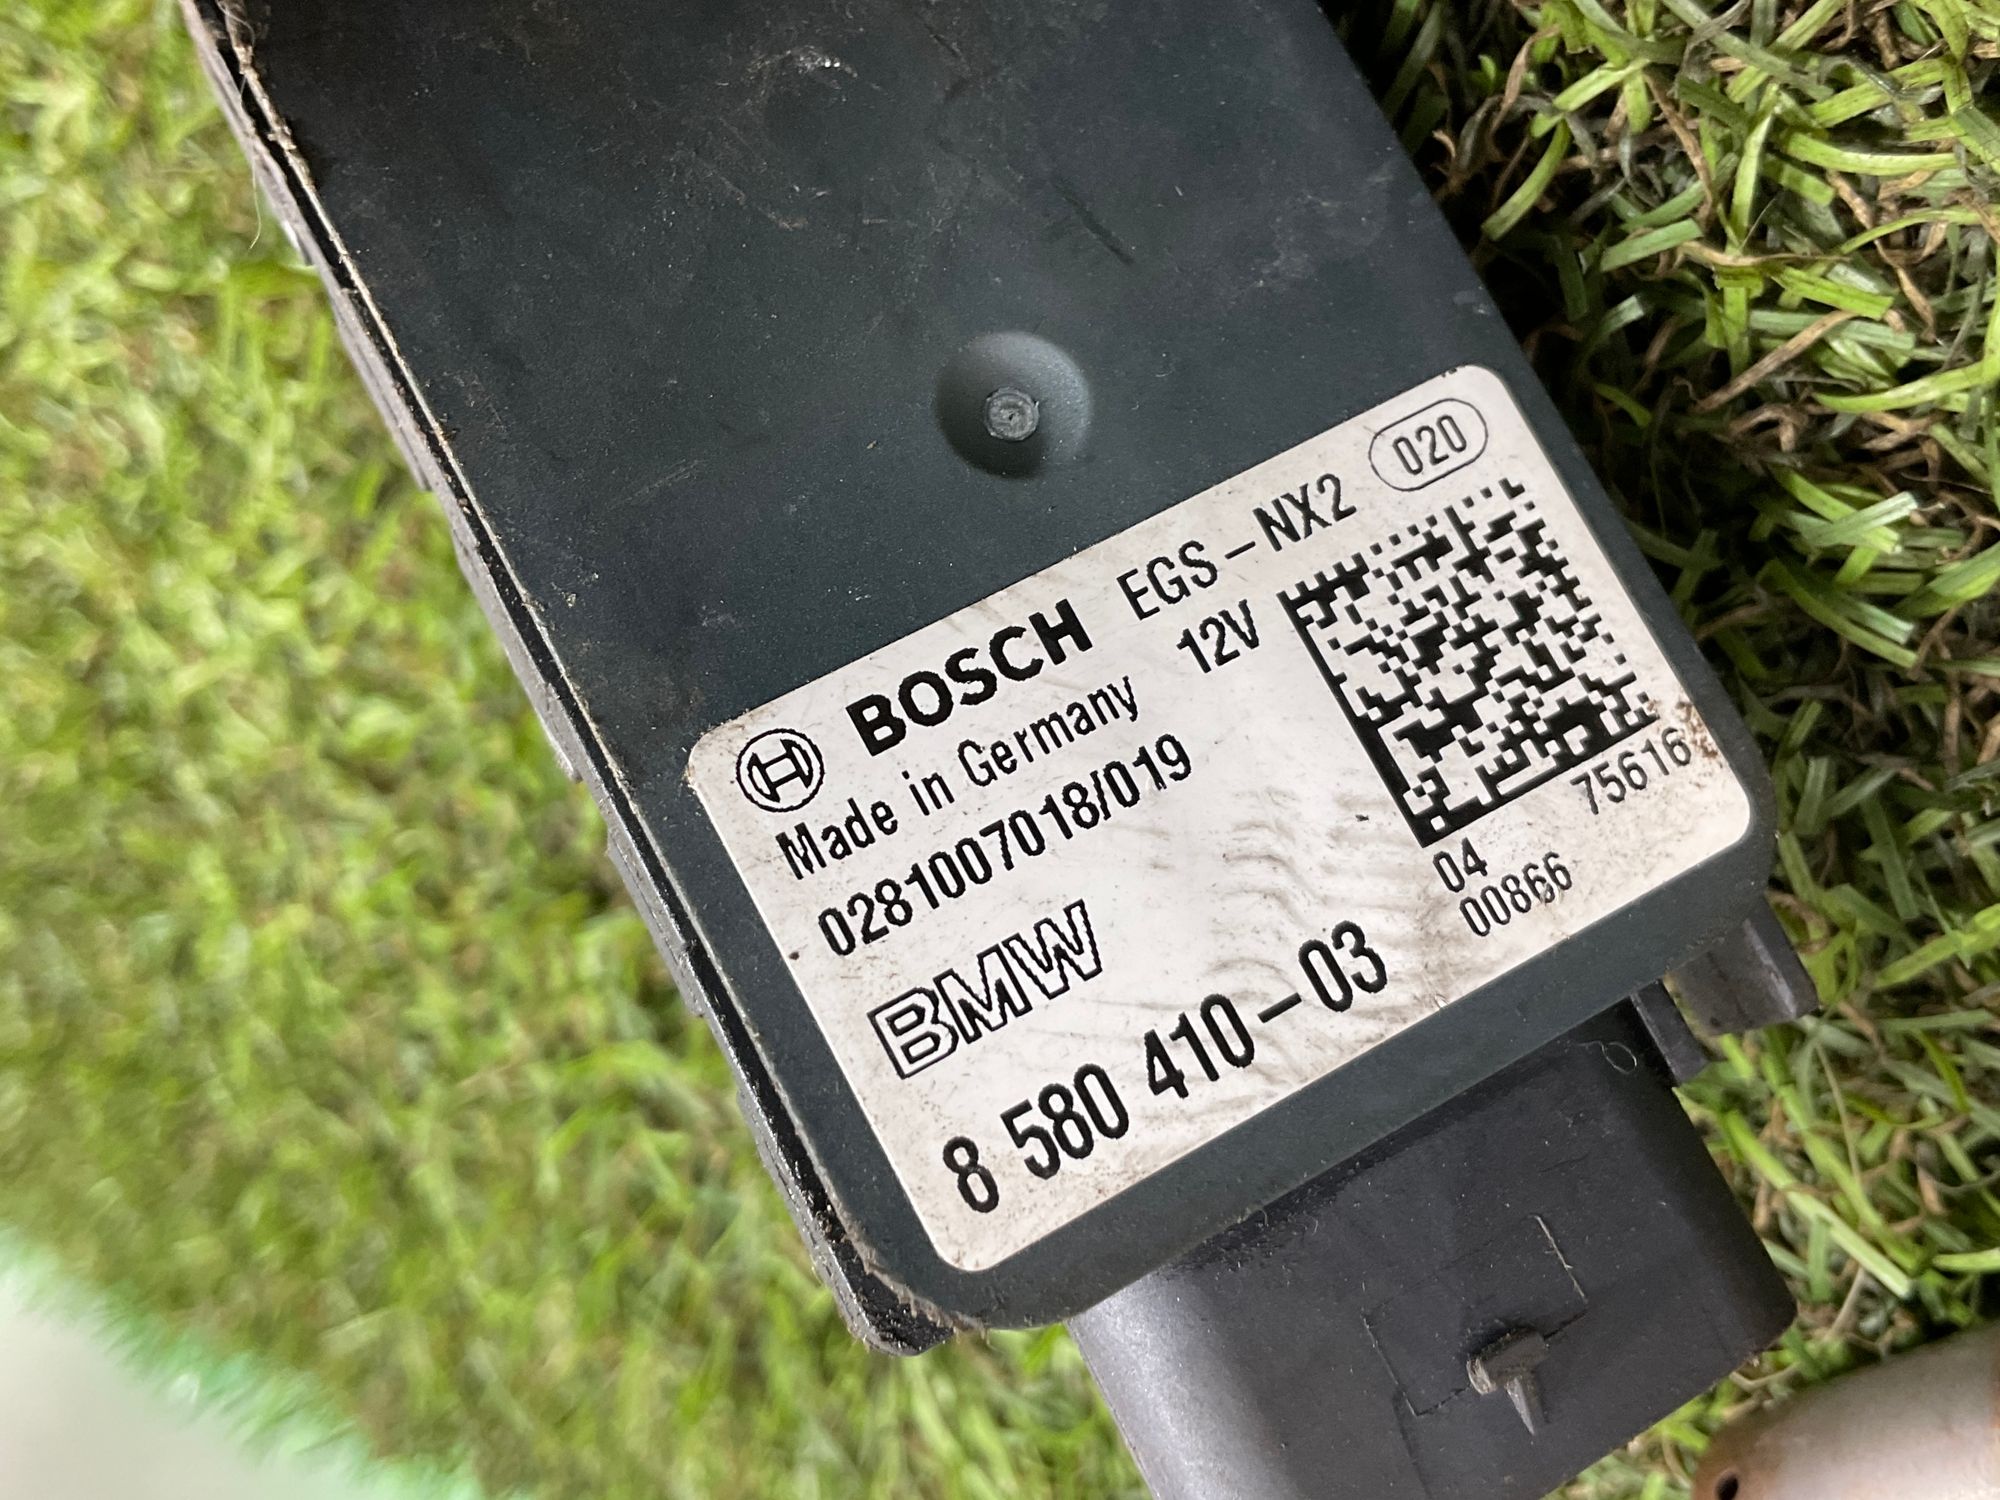 BOSCH EGS-NX2 020
Made in Germany 12V
0281007018/019
75616
04
00866
BMW
8 580 410-03